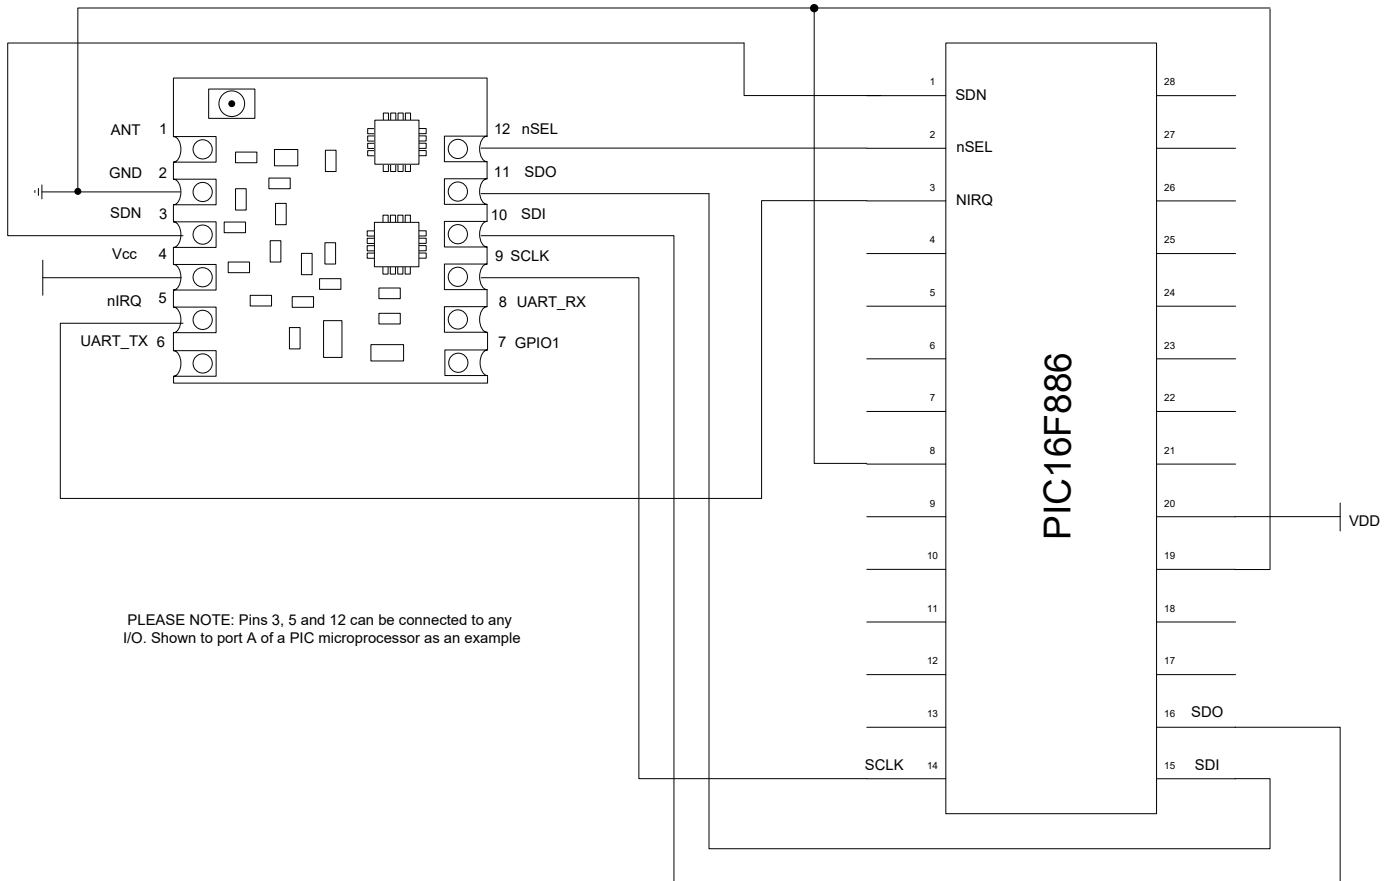 ANT 1
GND 2
SDN 3
Vcc 4
nIRQ 5
UART_TX 6
12 nSEL
11 SDO
10 SDI
9 SCLK
8 UART_RX
7 GPIO1
PLEASE NOTE: Pins 3, 5 and 12 can be connected to any
I/O. Shown to port A of a PIC microprocessor as an example
1 SDN
2 nSEL
3 NIRQ
4
5
6
7
8
9
10
11
12
13
SCLK 14
PIC16F886
28
27
26
25
24
23
22
21
20
VDD
19
18
17
16 SDO
15 SDI